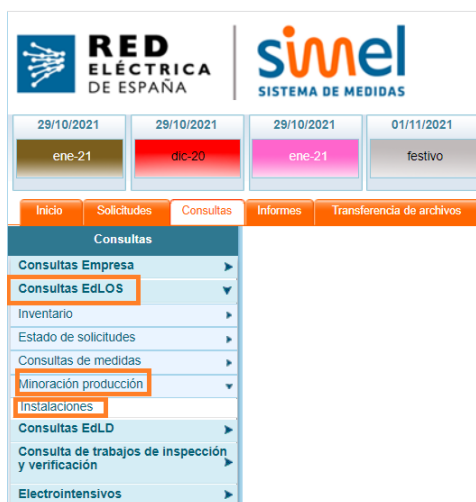 RED
ELÉCTRICA
DE ESPAÑA
simel
SISTEMA DE MEDIDAS
29/10/2021 29/10/2021 29/10/2021 01/11/2021
ene-21 dic-20 ene-21 festivo
Inicio Solicitudes Consultas Informes Transferencia de archivos
Consultas
Consultas Empresa
Consultas EdLOS
Inventario
Estado de solicitudes
Consultas de medidas
Minoración producción
Instalaciones
Consultas EdLD
Consulta de trabajos de inspección
y verificación
Electrointensivos